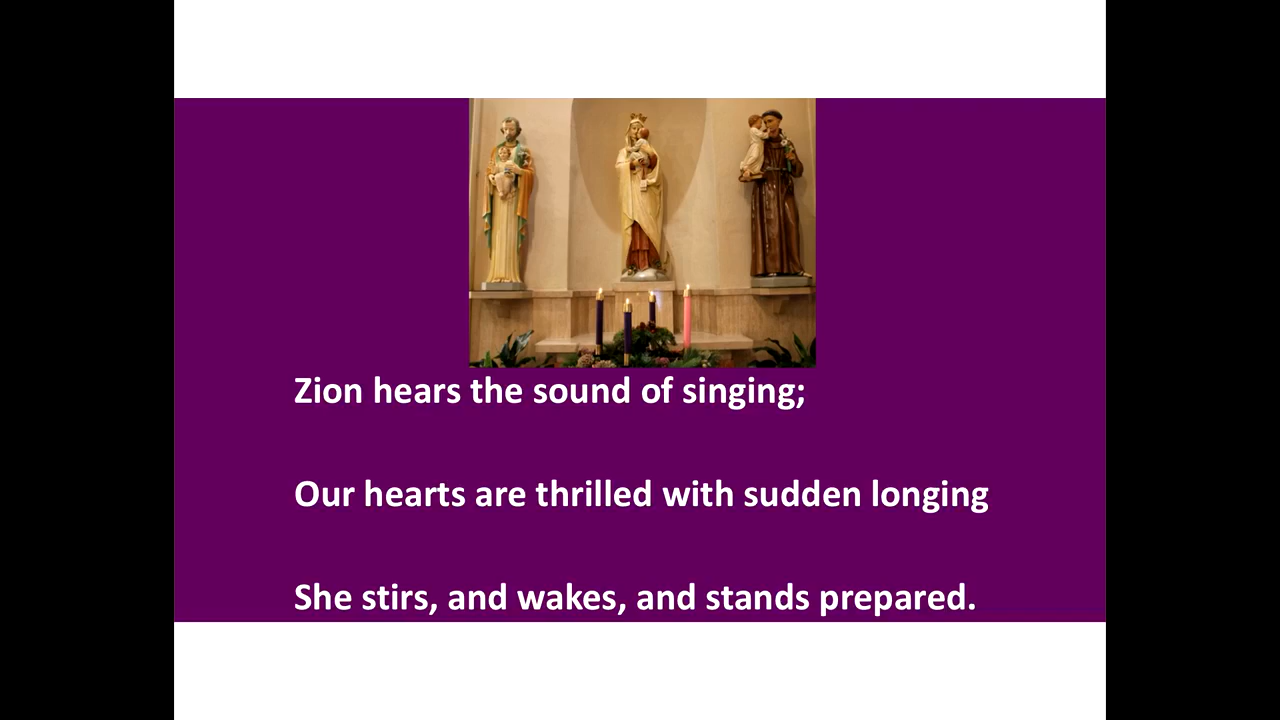 Zion hears the sound of singing;
Our hearts are thrilled with sudden longing
She stirs, and wakes, and stands prepared.